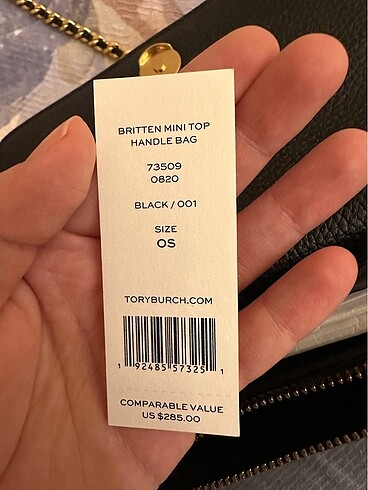 BRITTEN MINI TOP
HANDLE BAG
73509
0820
BLACK / 001
SIZE
OS
TORYBURCH.COM
1 92485 57325 1
COMPARABLE VALUE
US $285.00